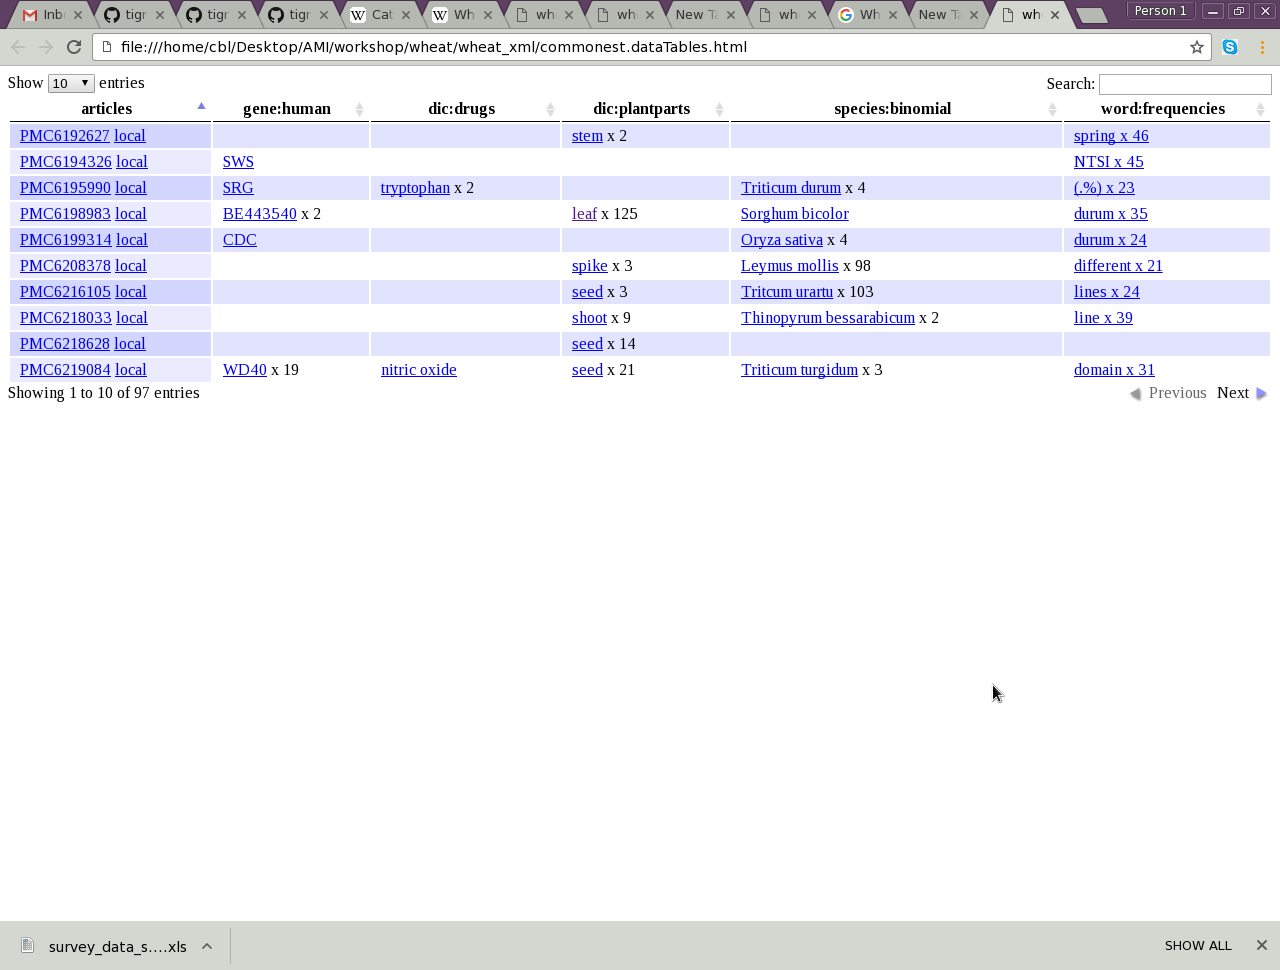 Inb tigr tigr tigr Cat Wh wh wh New Ta wh Wh New Ta wh Person 1
file:///home/cbl/Desktop/AMI/workshop/wheat/wheat_xml/commonest.dataTables.html
Show 10 entries Search:
articles gene:human dic:drugs dic:plantparts species:binomial word:frequencies
PMC6192627 local stem x 2 spring x 46
PMC6194326 local SWS NTSI x 45
PMC6195990 local SRG tryptophan x 2 Triticum durum x 4 (.%) x 23
PMC6198983 local BE443540 x 2 leaf x 125 Sorghum bicolor durum x 35
PMC6199314 local CDC Oryza sativa x 4 durum x 24
PMC6208378 local spike x 3 Leymus mollis x 98 different x 21
PMC6216105 local seed x 3 Tritcum urartu x 103 lines x 24
PMC6218033 local shoot x 9 Thinopyrum bessarabicum x 2 line x 39
PMC6218628 local seed x 14
PMC6219084 local WD40 x 19 nitric oxide seed x 21 Triticum turgidum x 3 domain x 31
Showing 1 to 10 of 97 entries Previous Next
survey_data_s....xls SHOW ALL